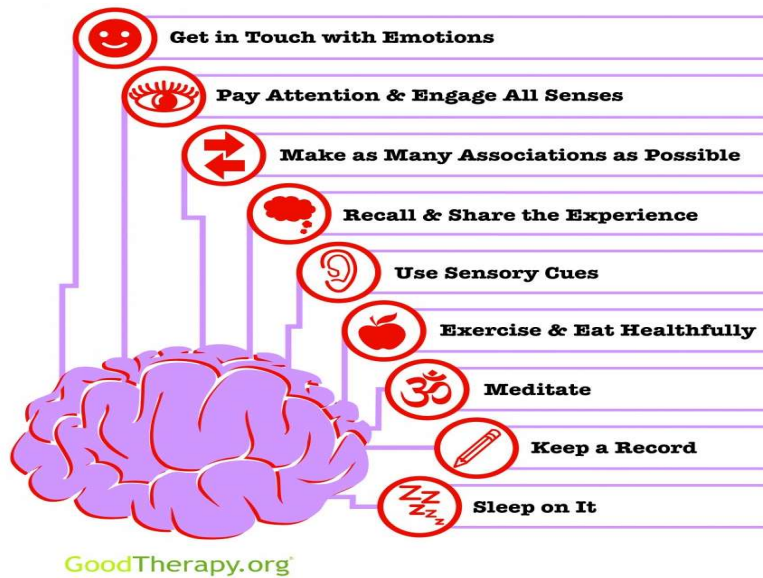 Get in Touch with Emotions
Pay Attention & Engage All Senses
Make as Many Associations as Possible
Recall & Share the Experience
Use Sensory Cues
Exercise & Eat Healthfully
ॐ
Meditate
Keep a Record
ZZZZZZ
Sleep on It
GoodTherapy.org